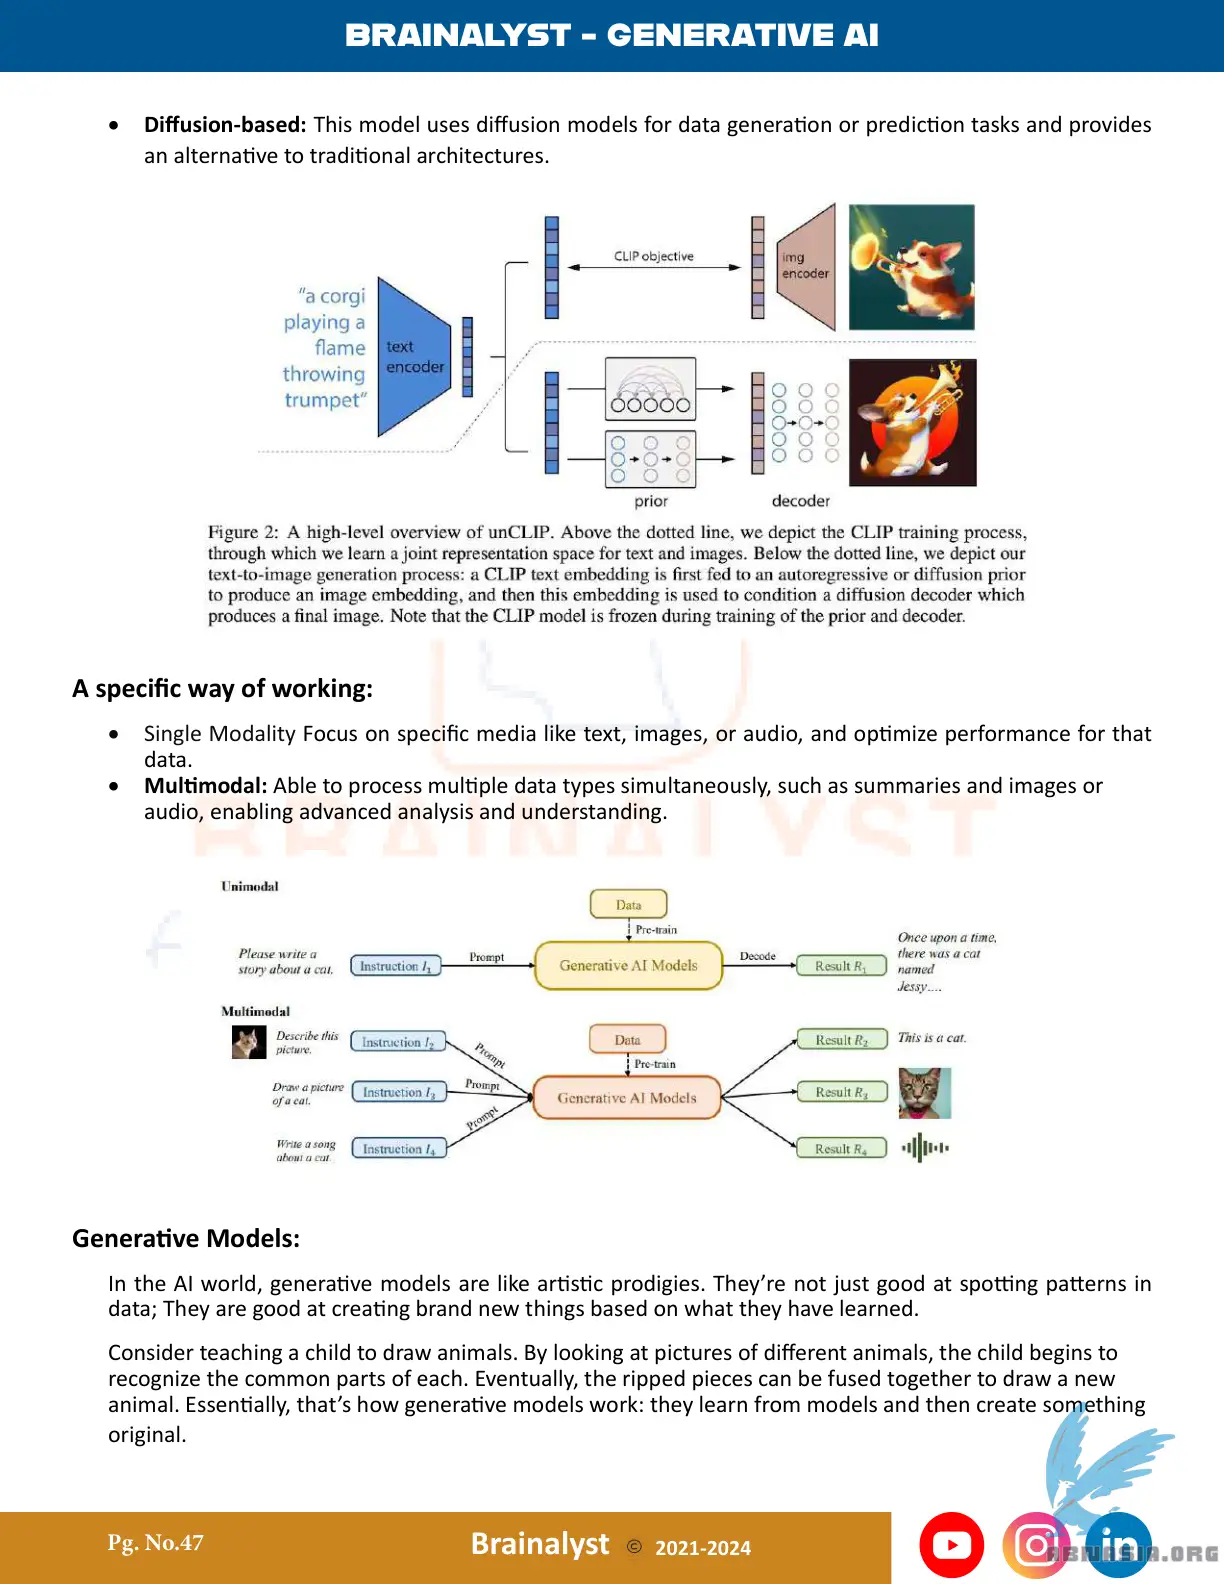 BRAINALYST - GENERATIVE AI
• Diffusion-based: This model uses diffusion models for data generation or prediction tasks and provides
an alternative to traditional architectures.
"a corgi
playing a
flame
throwing
trumpet"
text
encoder
CLIP objective
img
encoder
prior
decoder
Figure 2: A high-level overview of unCLIP. Above the dotted line, we depict the CLIP training process,
through which we learn a joint representation space for text and images. Below the dotted line, we depict our
text-to-image generation process: a CLIP text embedding is first fed to an autoregressive or diffusion prior
to produce an image embedding, and then this embedding is used to condition a diffusion decoder which
produces a final image. Note that the CLIP model is frozen during training of the prior and decoder.
A specific way of working:
• Single Modality Focus on specific media like text, images, or audio, and optimize performance for that
data.
• Multimodal: Able to process multiple data types simultaneously, such as summaries and images or
audio, enabling advanced analysis and understanding.
BRAINALYST
Unimodal
Data
Pre-train
Please write a
story about a cat.
Instruction I1
Prompt
Generative AI Models
Decode
Result R1
Once upon a time,
there was a cat
named
Jessy....
Multimodal
Describe this
picture.
Instruction I2
Prompt
Data
Pre-train
Result R2
This is a cat.
Draw a picture
of a cat.
Instruction I3
Prompt
Generative AI Models
Result R3
Write a song
about a cat.
Instruction I4
Prompt
Result R4
Generative Models:
In the AI world, generative models are like artistic prodigies. They're not just good at spotting patterns in
data; They are good at creating brand new things based on what they have learned.
Consider teaching a child to draw animals. By looking at pictures of different animals, the child begins to
recognize the common parts of each. Eventually, the ripped pieces can be fused together to draw a new
animal. Essentially, that's how generative models work: they learn from models and then create something
original.
Pg. No.47
Brainalyst © 2021-2024
in
ABNASIA.ORG